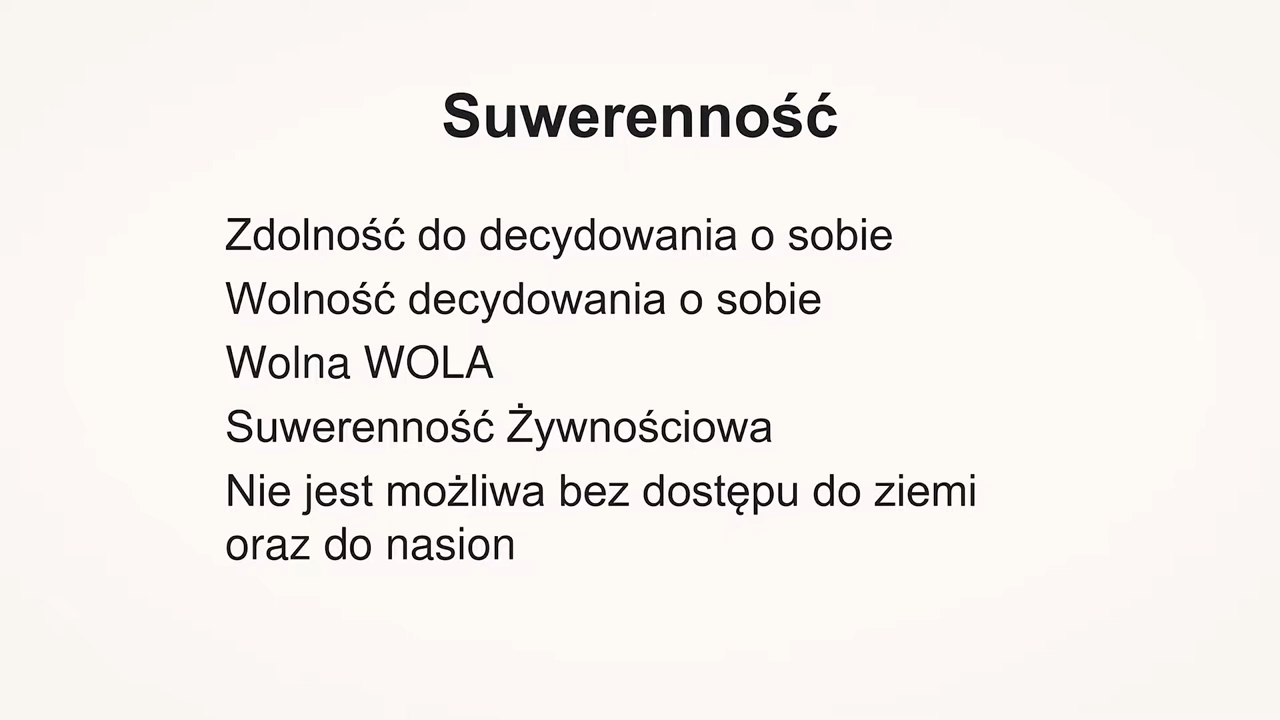 Suwerenność
Zdolność do decydowania o sobie
Wolność decydowania o sobie
Wolna WOLA
Suwerenność Żywnościowa
Nie jest możliwa bez dostępu do ziemi
oraz do nasion